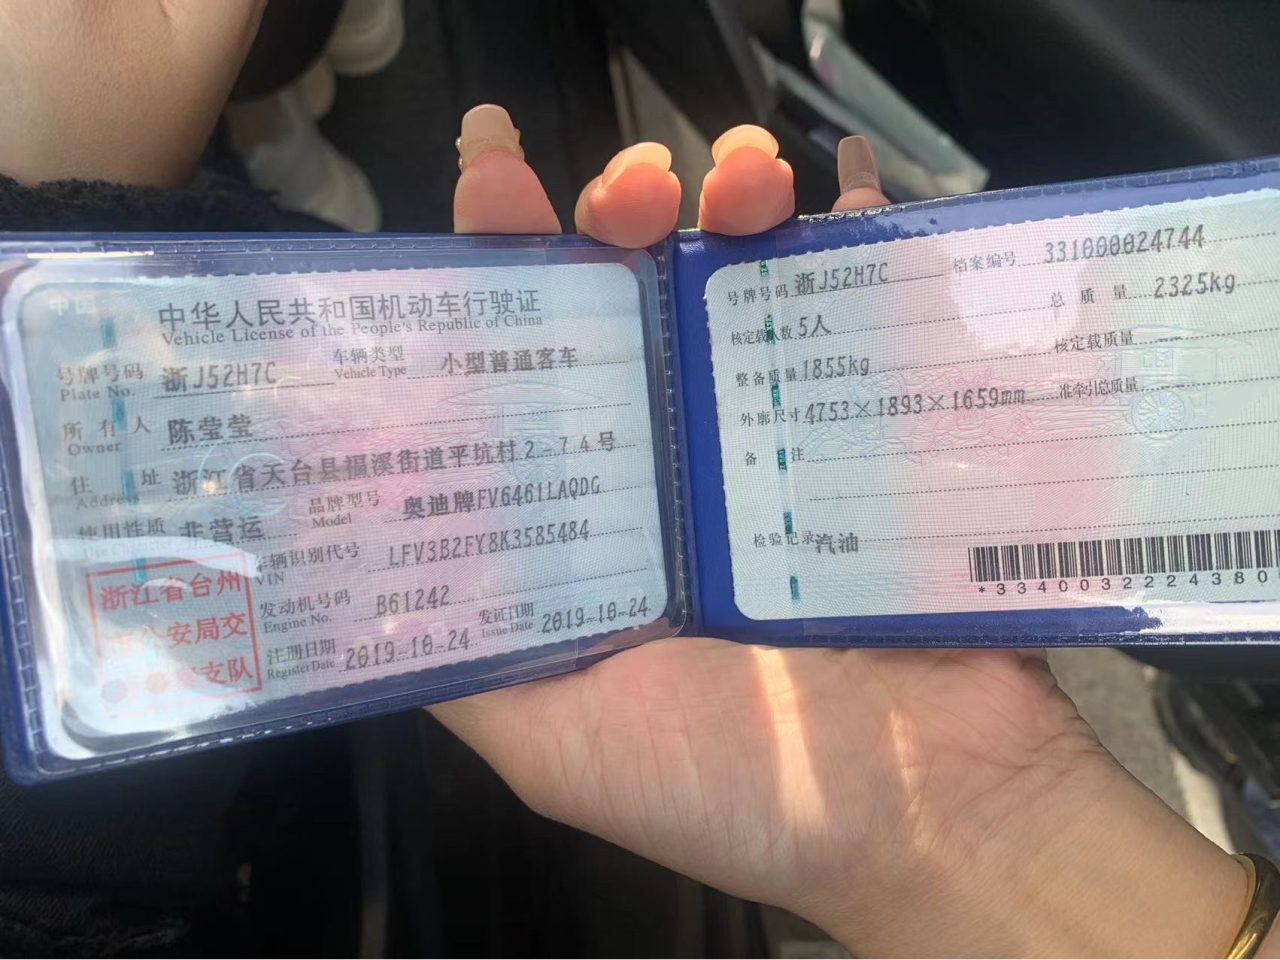 中国
中华人民共和国机动车行驶证
Vehicle License of the People's Republic of China
号牌号码 浙J52H7C 车辆类型 小型普通客车
Plate No. Vehicle Type
所有人 陈莹莹
Owner
住址 浙江省天台县福溪街道平坑村2-74号
Address
使用性质 非营运 品牌型号 奥迪牌FV6461LAQDG
Model
车辆识别代号 LFV3B2FY8K3585484
VIN
浙江省台州
市公安局交
支队
发动机号码 B61242
Engine No.
注册日期 2019-10-24 发证日期 2019-10-24
Register Date Issue Date
号牌号码 浙J52H7C 档案编号 331000024744
核定载人数 5人 总质量 2325kg
整备质量 1855kg 核定载质量
外廓尺寸 4753×1893×1659mm 准牵引总质量
备注
检验记录 汽油
*3340032224380